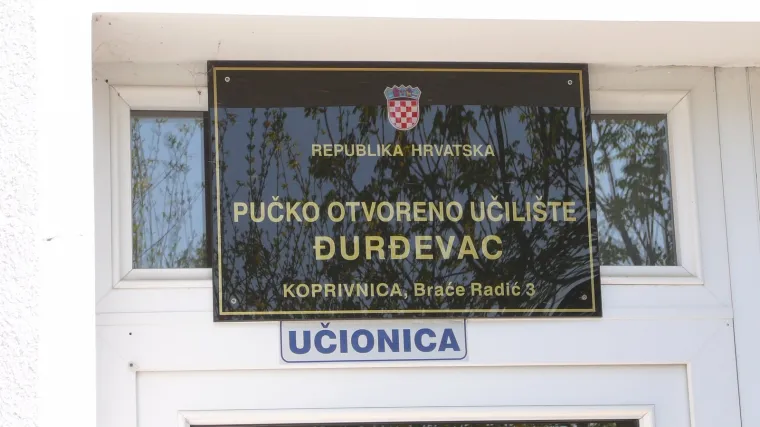 REPUBLIKA HRVATSKA
PUČKO OTVORENO UČILIŠTE
ĐURĐEVAC
KOPRIVNICA, Braće Radić 3
UČIONICA